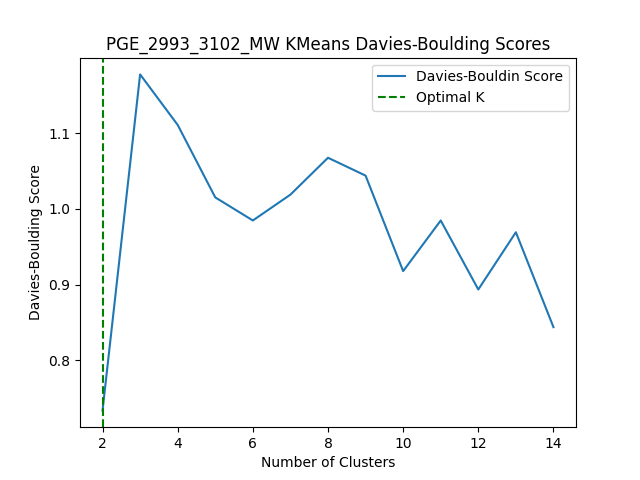 PGE_2993_3102_MW KMeans Davies-Boulding Scores
Davies-Bouldin Score
Optimal K
Davies-Boulding Score
1.1
1.0
0.9
0.8
2 4 6 8 10 12 14
Number of Clusters